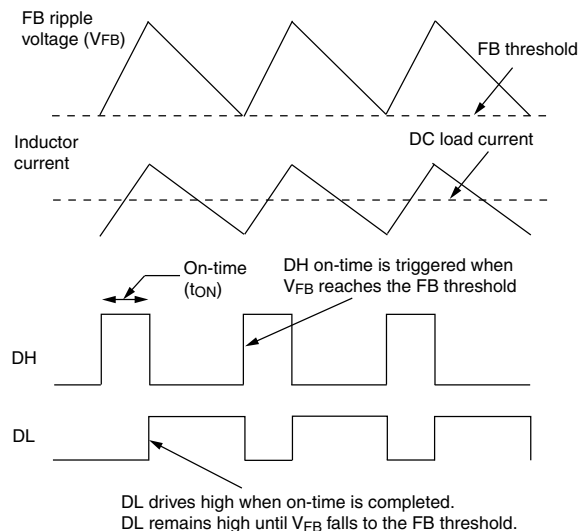 FB ripple
voltage (VFB)
FB threshold
Inductor
current
DC load current
On-time
(tON)
DH on-time is triggered when
VFB reaches the FB threshold
DH
DL
DL drives high when on-time is completed.
DL remains high until VFB falls to the FB threshold.